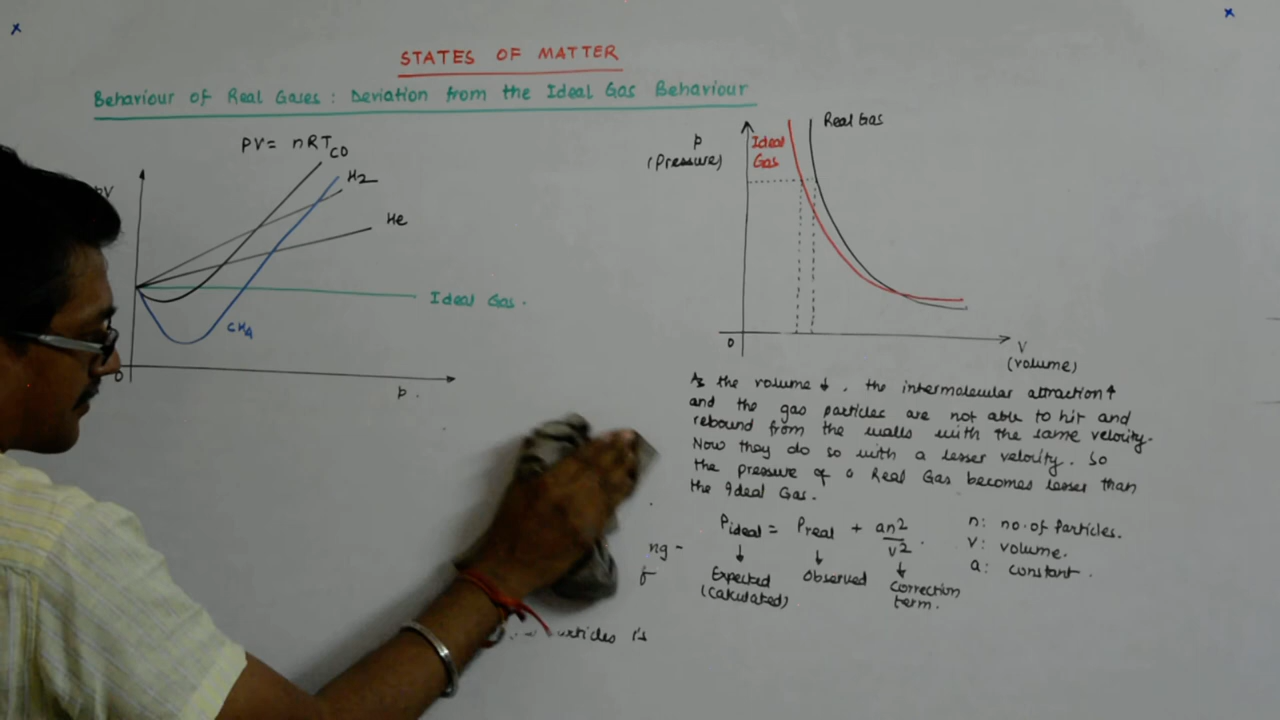 STATES OF MATTER
Behaviour of Real Gases : Deviation from the Ideal Gas Behaviour
PV = nRT
CO
H2
He
Ideal Gas.
CH4
PV
O
P.
P
(Pressure)
Ideal
Gas
Real Gas
O
V
(volume)
As the volume ↓, the intermolecular attraction ↑
and the gas particles are not able to hit and
rebound from the walls with the same velocity.
Now they do so with a lesser velocity. So
the pressure of a Real Gas becomes lesser than
the Ideal Gas.
Pideal = Preal + an2/v2.
n: no. of Particles.
V: volume.
a: constant.
↓ ↓ ↓
Expected
(calculated)
Observed
Correction
term.
ng -
is